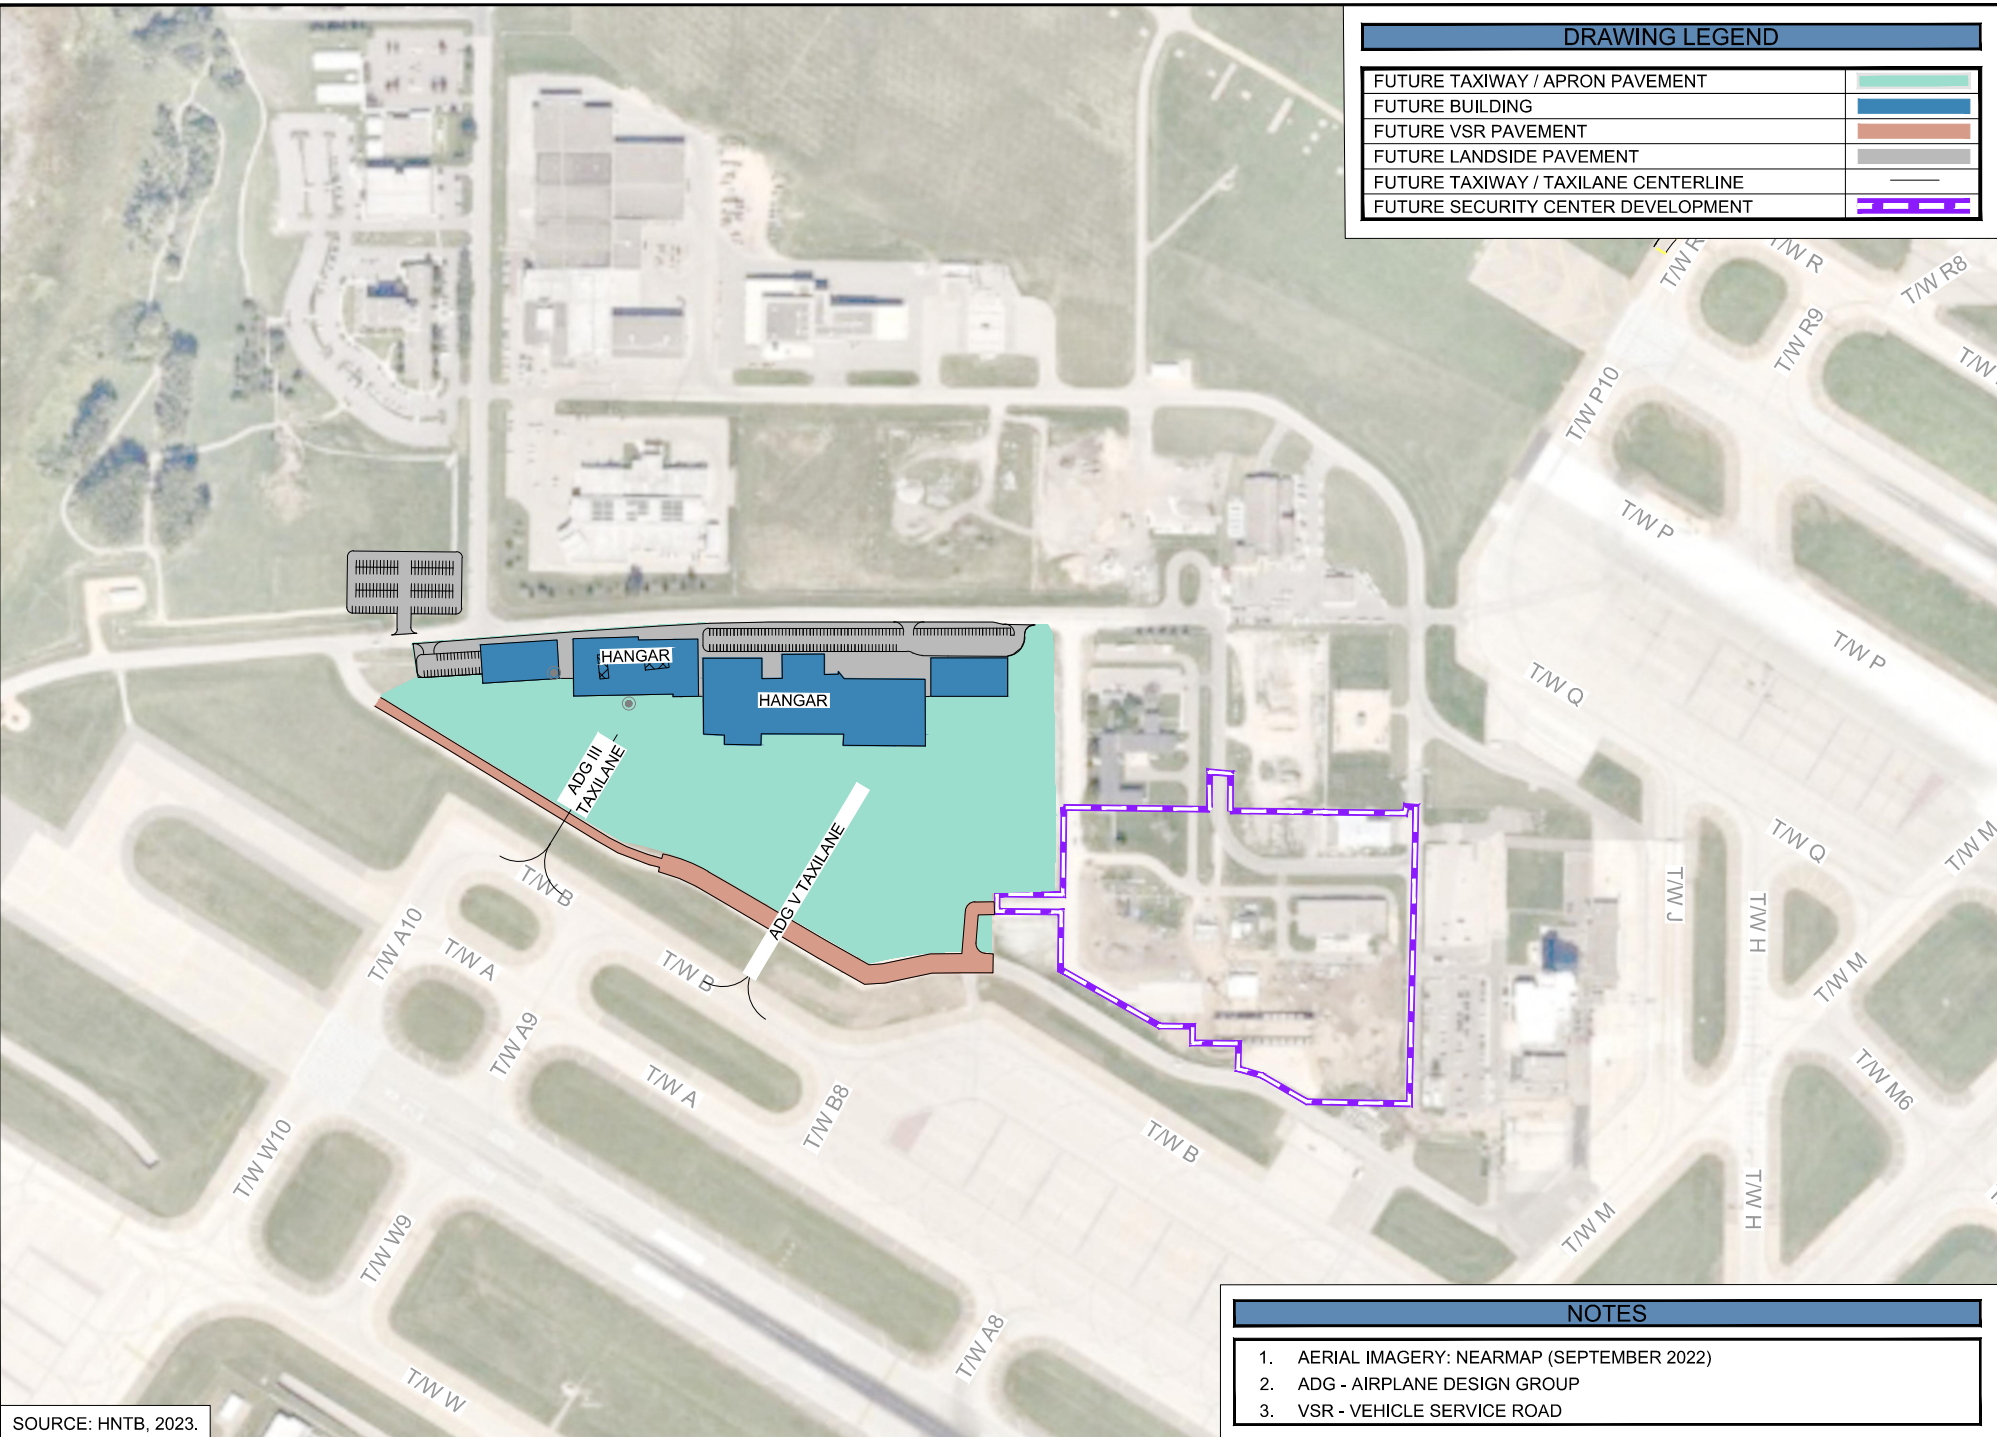 DRAWING LEGEND
FUTURE TAXIWAY / APRON PAVEMENT
FUTURE BUILDING
FUTURE VSR PAVEMENT
FUTURE LANDSIDE PAVEMENT
FUTURE TAXIWAY / TAXILANE CENTERLINE
FUTURE SECURITY CENTER DEVELOPMENT
T/W R
T/W R8
T/W R9
T/W P10
T/W P
T/W P
T/W Q
T/W Q
HANGAR
HANGAR
ADG III
TAXILANE
ADG V TAXILANE
T/W B
T/W B
T/W B
T/W A10
T/W A
T/W A9
T/W A
T/W B8
T/W W10
T/W W9
T/W W
T/W A8
T/W J
T/W H
T/W H
T/W M
T/W M
T/W M
T/W M6
NOTES
1. AERIAL IMAGERY: NEARMAP (SEPTEMBER 2022)
2. ADG - AIRPLANE DESIGN GROUP
3. VSR - VEHICLE SERVICE ROAD
SOURCE: HNTB, 2023.